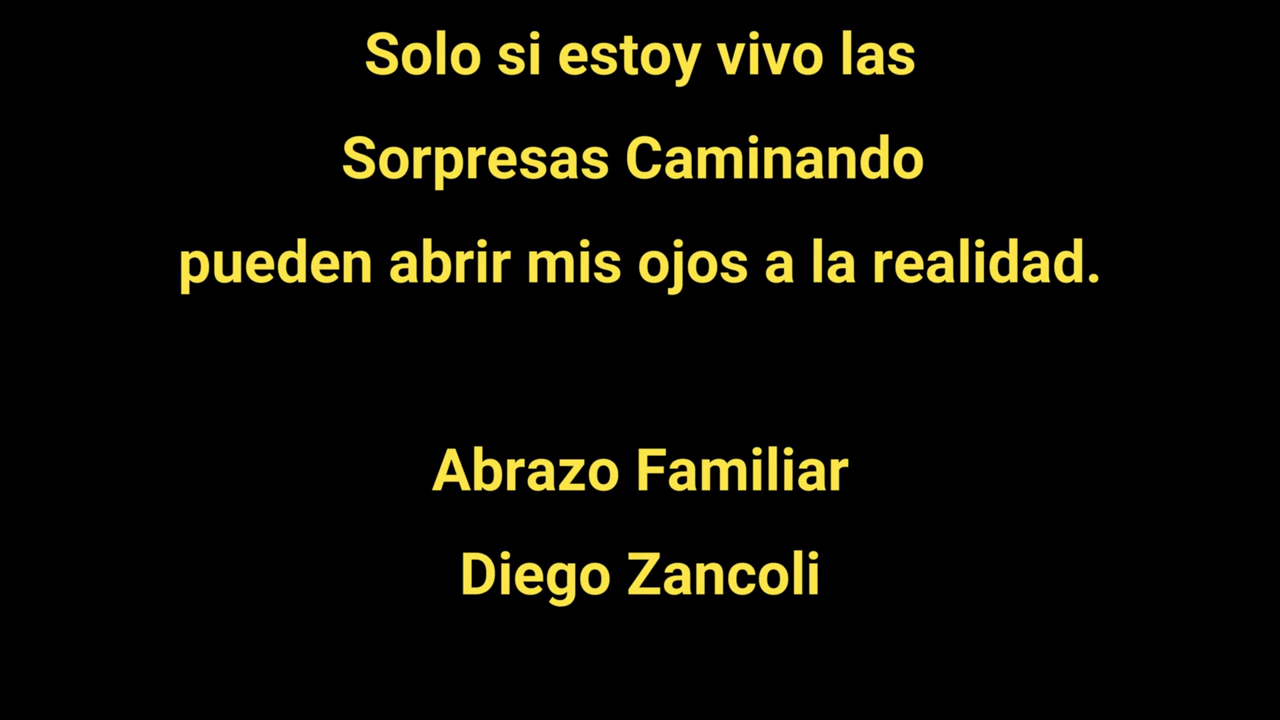 Solo si estoy vivo las
Sorpresas Caminando
pueden abrir mis ojos a la realidad.
Abrazo Familiar
Diego Zancoli